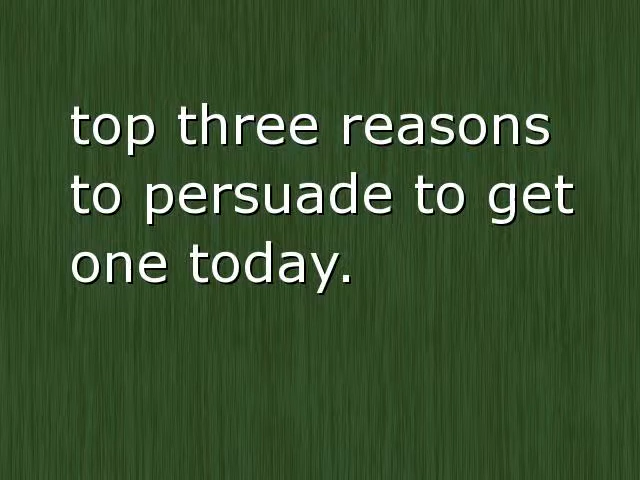 top three reasons
to persuade to get
one today.